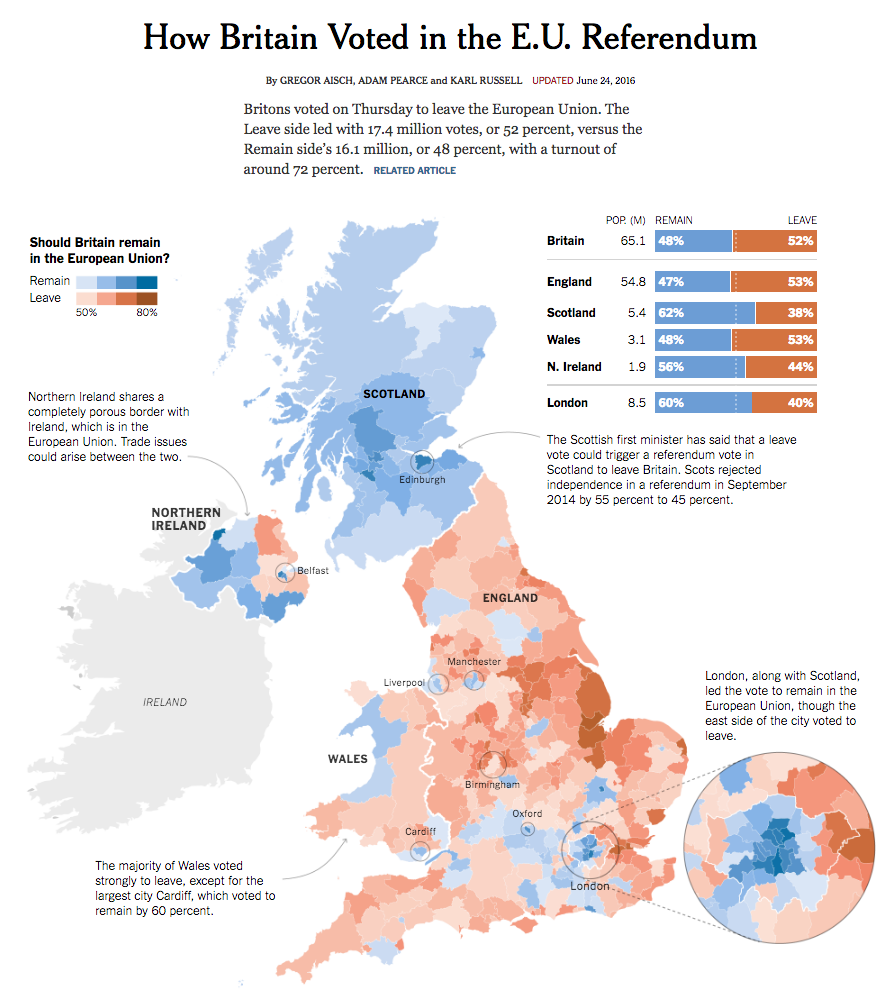 How Britain Voted in the E.U. Referendum
By GREGOR AISCH, ADAM PEARCE and KARL RUSSELL UPDATED June 24, 2016
Britons voted on Thursday to leave the European Union. The
Leave side led with 17.4 million votes, or 52 percent, versus the
Remain side's 16.1 million, or 48 percent, with a turnout of
around 72 percent. RELATED ARTICLE
Should Britain remain
in the European Union?
Remain
Leave
50% 80%
POP. (M) REMAIN LEAVE
Britain 65.1 48% 52%
England 54.8 47% 53%
Scotland 5.4 62% 38%
Wales 3.1 48% 53%
N. Ireland 1.9 56% 44%
London 8.5 60% 40%
Northern Ireland shares a
completely porous border with
Ireland, which is in the
European Union. Trade issues
could arise between the two.
SCOTLAND
The Scottish first minister has said that a leave
vote could trigger a referendum vote in
Scotland to leave Britain. Scots rejected
independence in a referendum in September
2014 by 55 percent to 45 percent.
Edinburgh
NORTHERN
IRELAND
Belfast
ENGLAND
Manchester
Liverpool
IRELAND
London, along with Scotland,
led the vote to remain in the
European Union, though the
east side of the city voted to
leave.
WALES
Birmingham
Oxford
Cardiff
London
The majority of Wales voted
strongly to leave, except for the
largest city Cardiff, which voted to
remain by 60 percent.